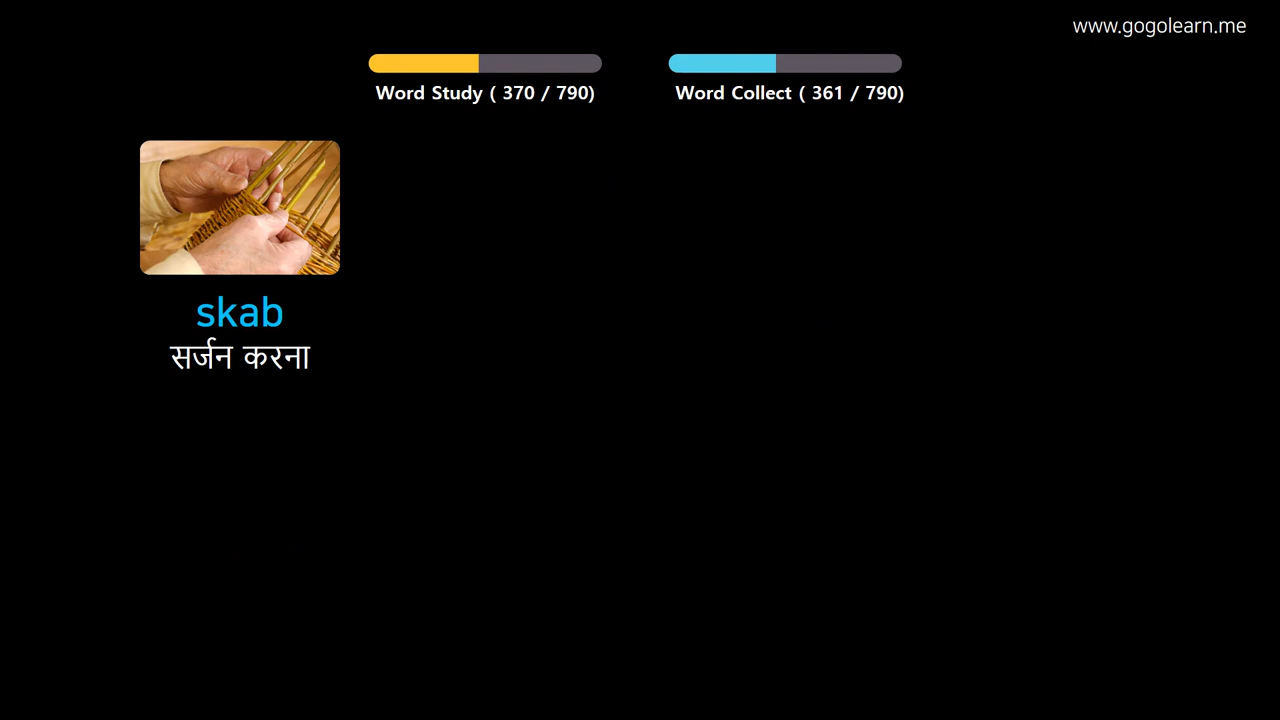 www.gogolearn.me
Word Study ( 370 / 790)
Word Collect ( 361 / 790)
skab
सर्जन करना